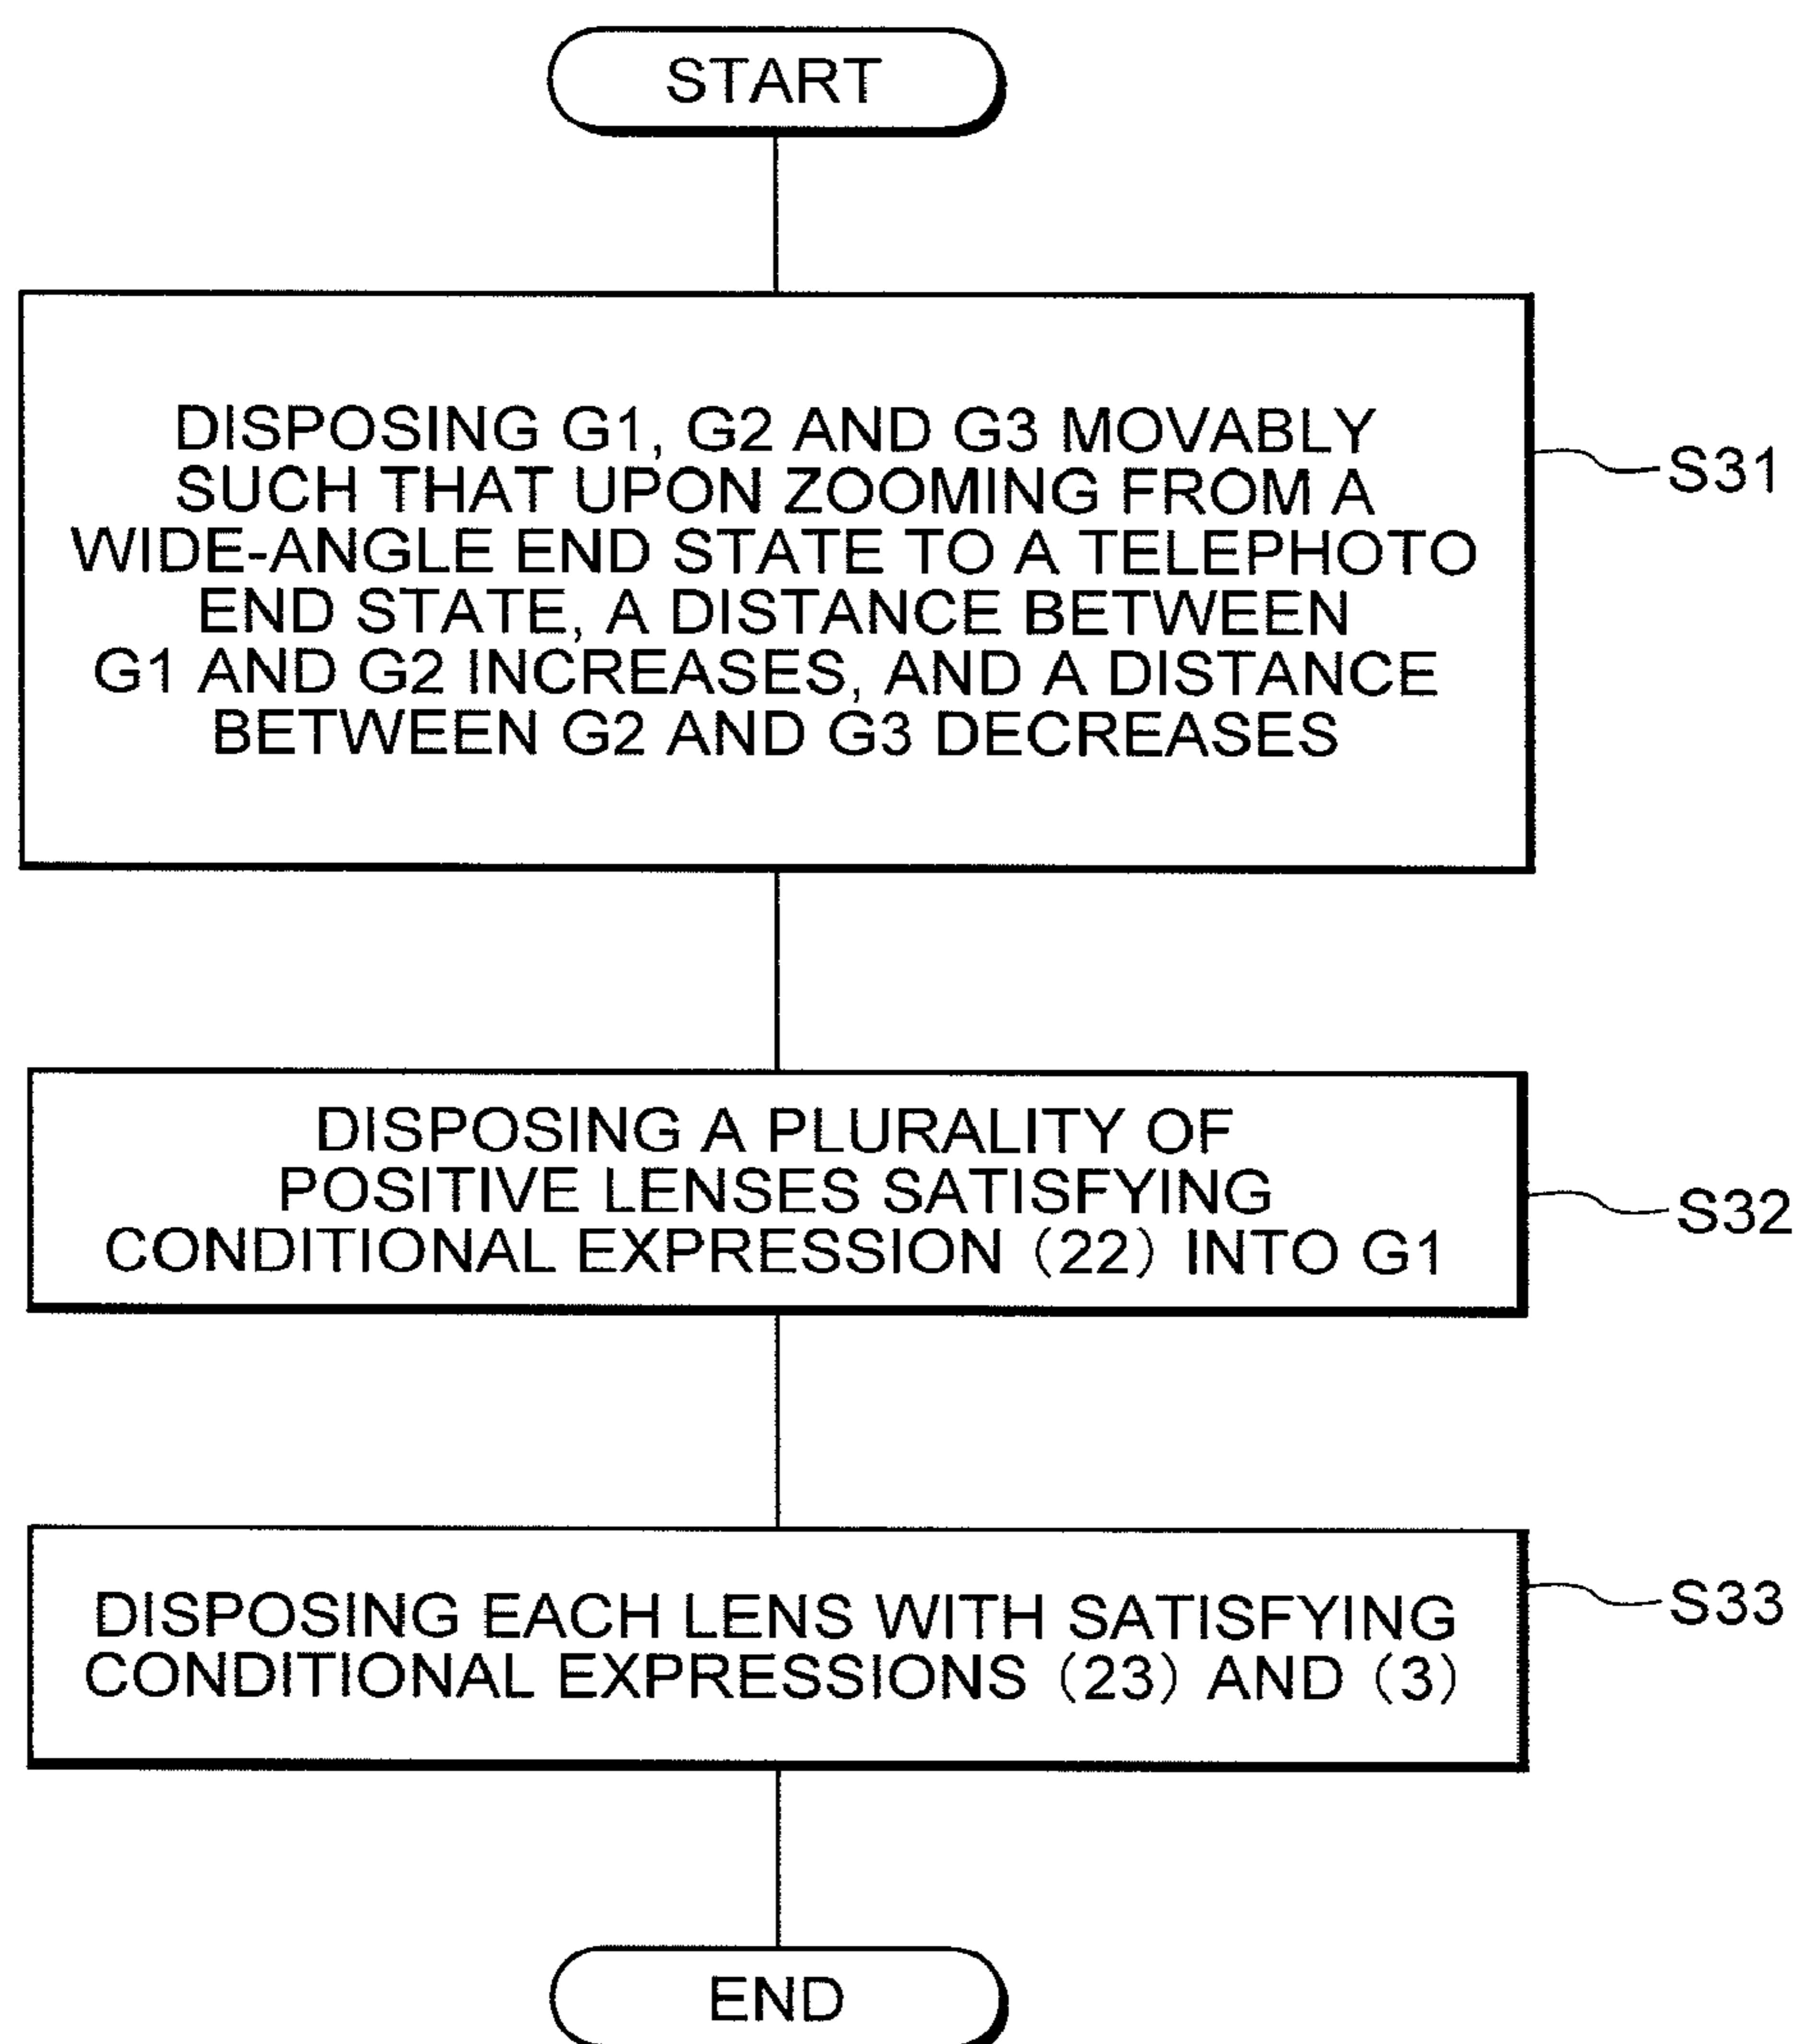 START
DISPOSING G1, G2 AND G3 MOVABLY
SUCH THAT UPON ZOOMING FROM A
WIDE-ANGLE END STATE TO A TELEPHOTO
END STATE, A DISTANCE BETWEEN
G1 AND G2 INCREASES, AND A DISTANCE
BETWEEN G2 AND G3 DECREASES
S31
DISPOSING A PLURALITY OF
POSITIVE LENSES SATISFYING
CONDITIONAL EXPRESSION (22) INTO G1
S32
DISPOSING EACH LENS WITH SATISFYING
CONDITIONAL EXPRESSIONS (23) AND (3)
S33
END